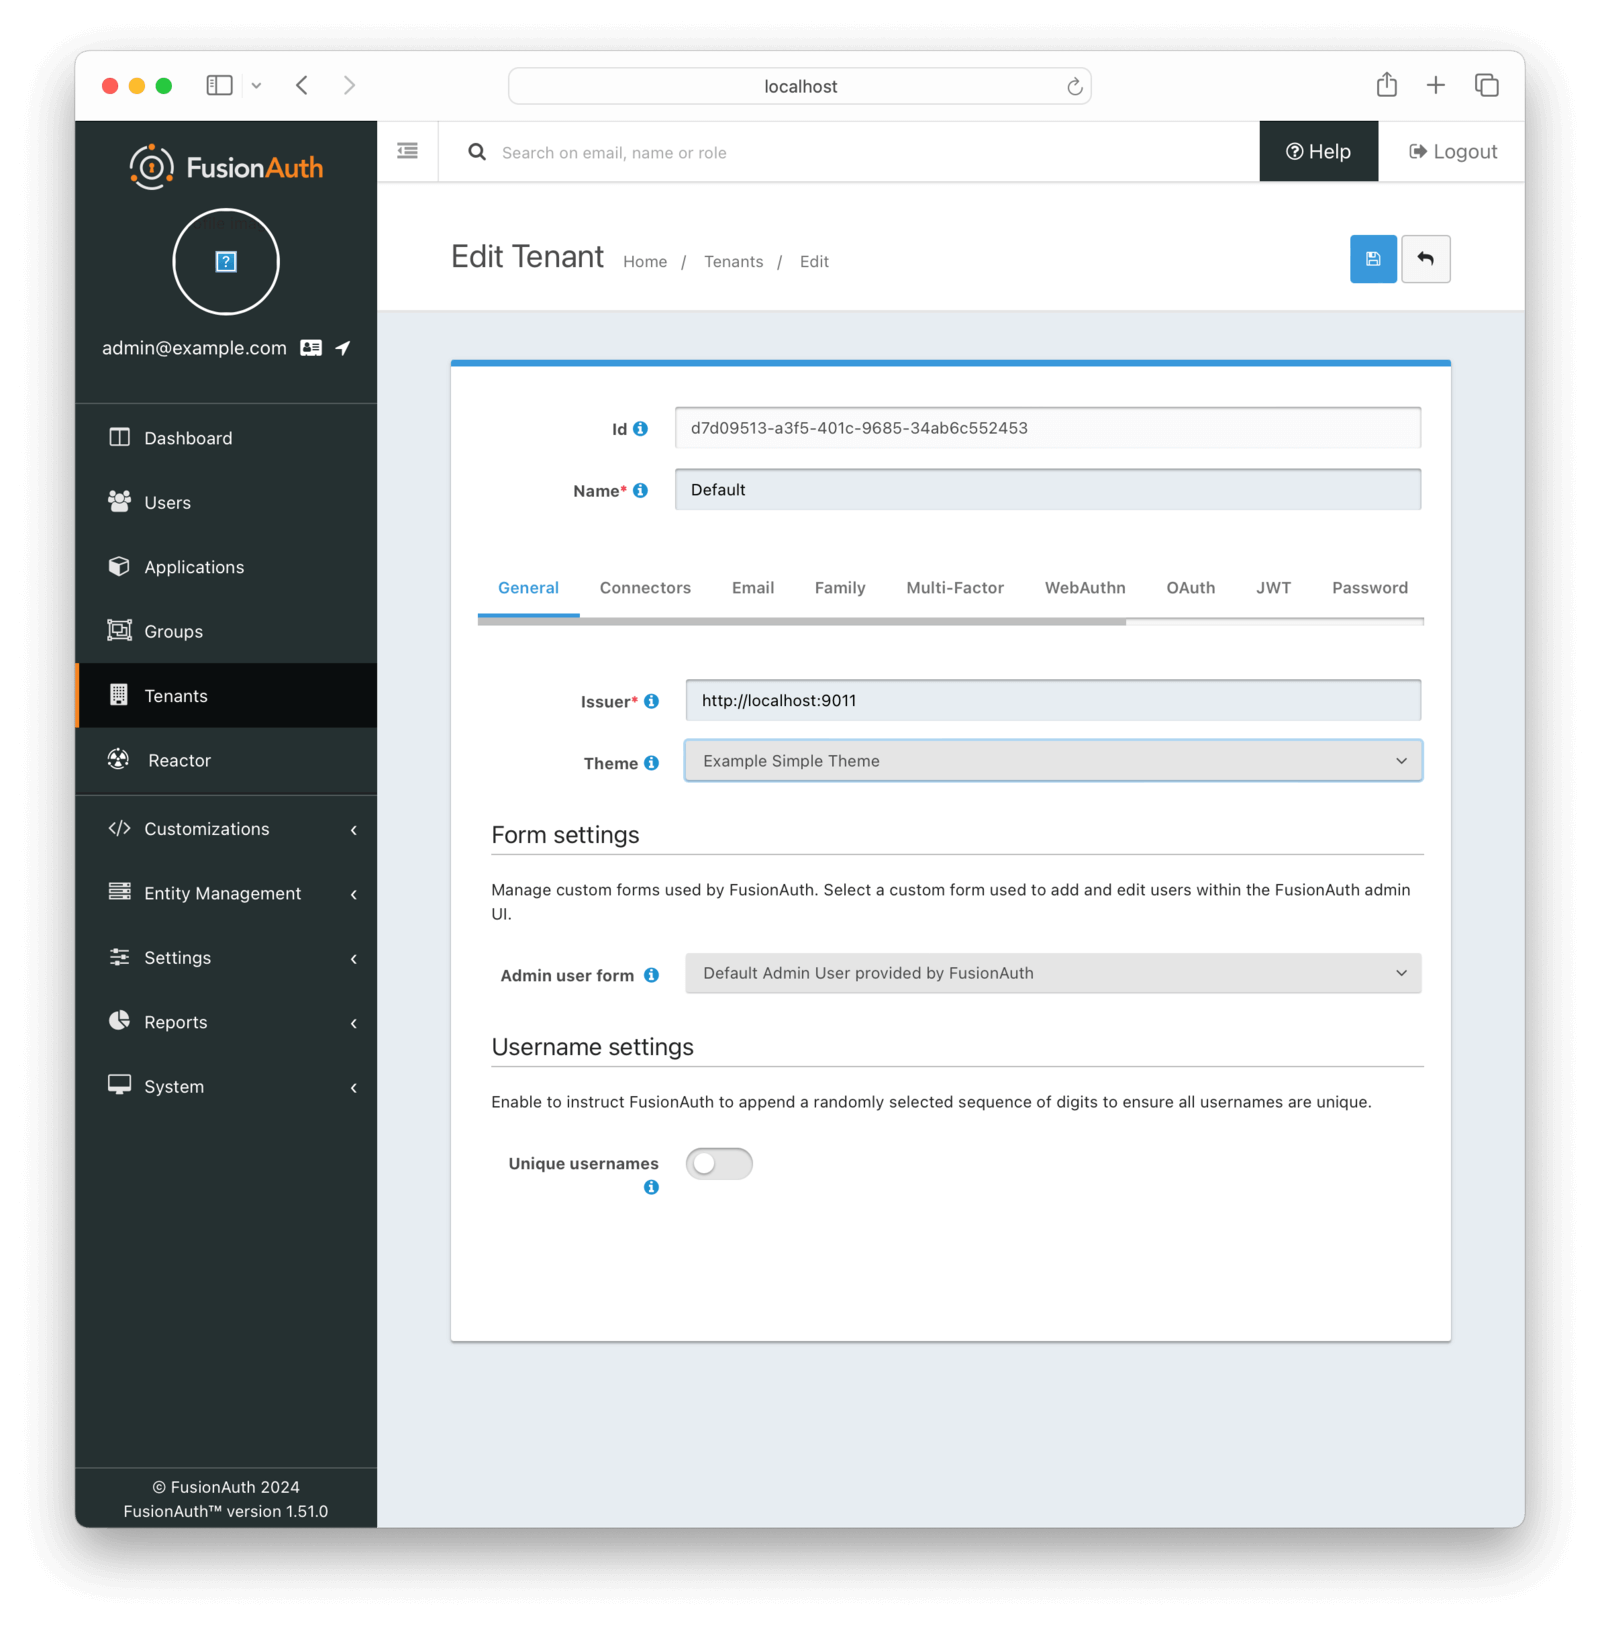 localhost
FusionAuth
Search on email, name or role
Help
Logout
admin@example.com
Edit Tenant
Home / Tenants / Edit
Dashboard
Users
Applications
Groups
Tenants
Reactor
Customizations
Entity Management
Settings
Reports
System
© FusionAuth 2024
FusionAuth™ version 1.51.0
Id
d7d09513-a3f5-401c-9685-34ab6c552453
Name*
Default
General Connectors Email Family Multi-Factor WebAuthn OAuth JWT Password
Issuer*
http://localhost:9011
Theme
Example Simple Theme
Form settings
Manage custom forms used by FusionAuth. Select a custom form used to add and edit users within the FusionAuth admin
UI.
Admin user form
Default Admin User provided by FusionAuth
Username settings
Enable to instruct FusionAuth to append a randomly selected sequence of digits to ensure all usernames are unique.
Unique usernames